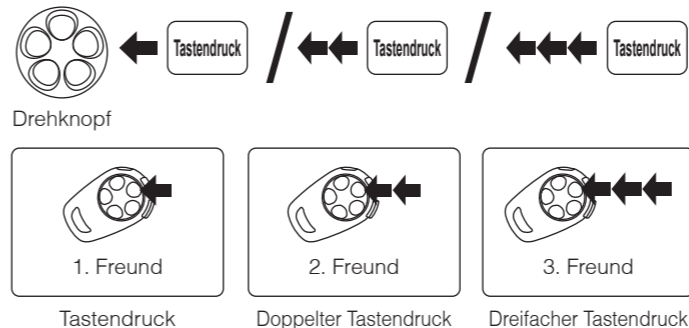 Tastendruck / Tastendruck / Tastendruck
Drehknopf
1. Freund 2. Freund 3. Freund
Tastendruck Doppelter Tastendruck Dreifacher Tastendruck